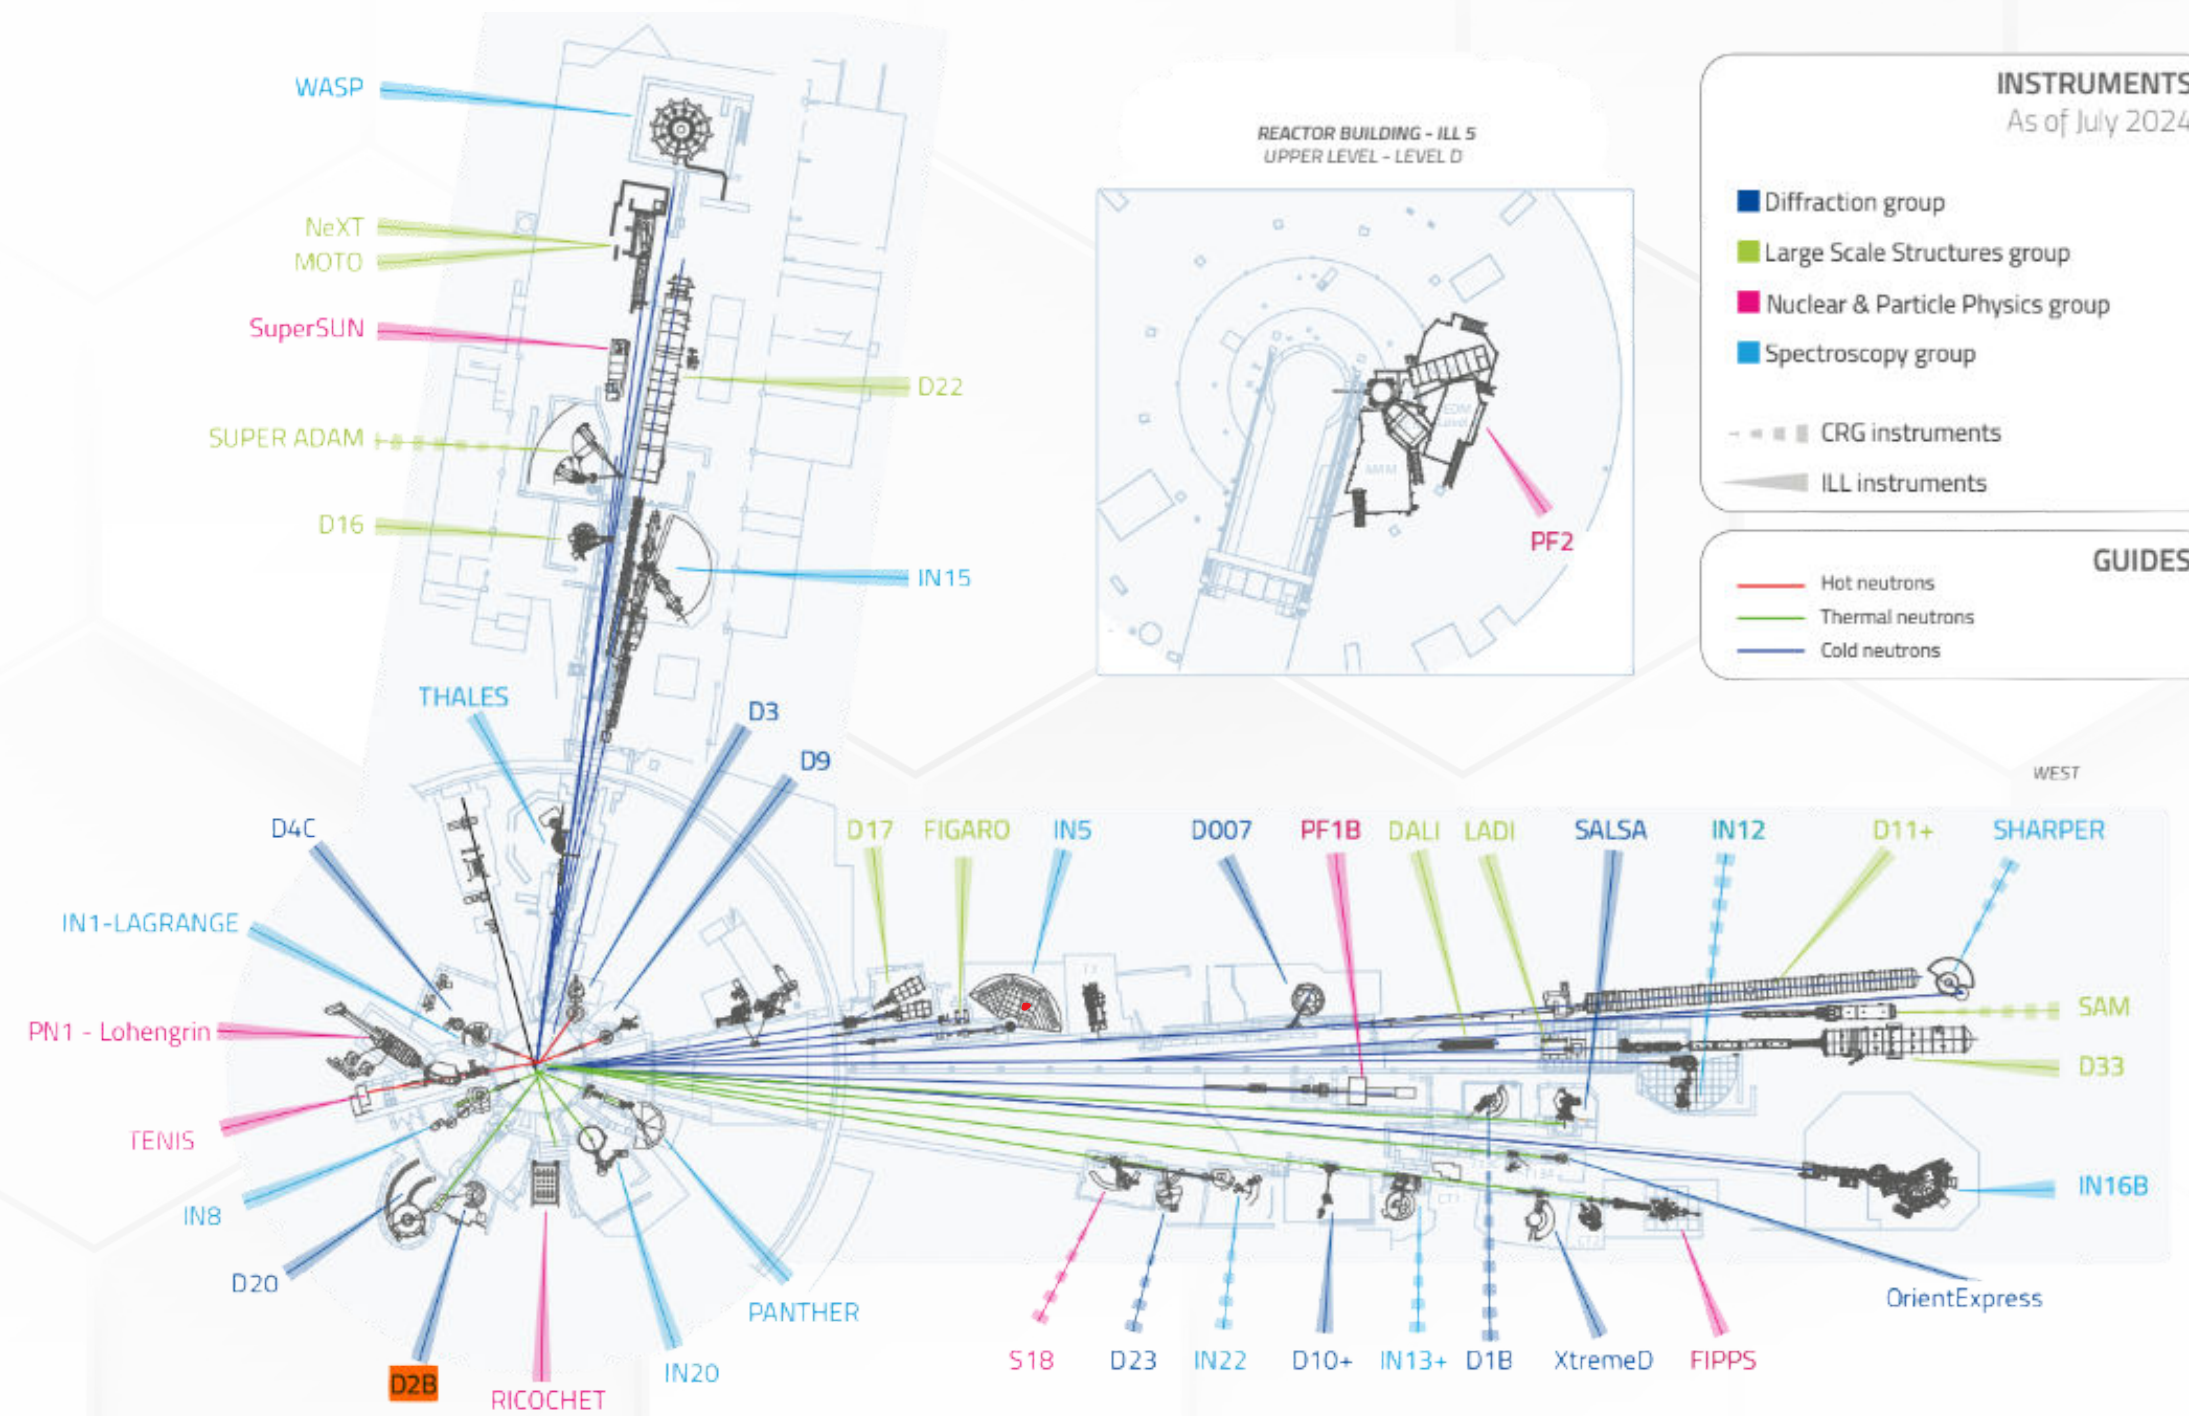 WASP
NeXT
MOTO
SuperSUN
D22
SUPER ADAM
D16
IN15
REACTOR BUILDING - ILL 5
UPPER LEVEL - LEVEL D
PF2
INSTRUMENTS
As of July 2024
Diffraction group
Large Scale Structures group
Nuclear & Particle Physics group
Spectroscopy group
CRG instruments
ILL instruments
GUIDES
Hot neutrons
Thermal neutrons
Cold neutrons
WEST
THALES
D3
D9
D4C
IN1-LAGRANGE
PN1 - Lohengrin
TENIS
IN8
D20
D2B
RICOCHET
IN20
PANTHER
D17
FIGARO
IN5
D007
PF1B
DALI
LADI
SALSA
IN12
D11+
SHARPER
SAM
D33
IN16B
OrientExpress
S18
D23
IN22
D10+
IN13+
D1B
XtremeD
FIPPS